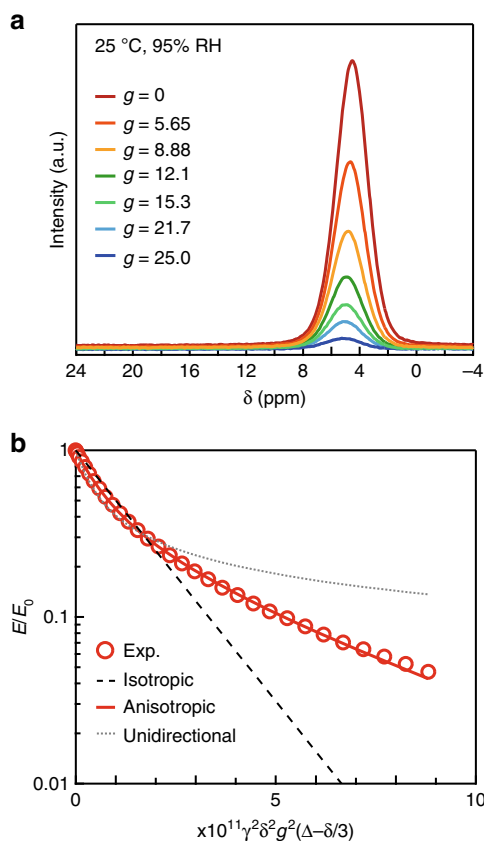 a
25 °C, 95% RH
g = 0
g = 5.65
g = 8.88
g = 12.1
g = 15.3
g = 21.7
g = 25.0
Intensity (a.u.)
24 20 16 12 8 4 0 −4
δ (ppm)
b
1
0.1
0.01
E/E₀
Exp.
Isotropic
Anisotropic
Unidirectional
0 5 10
x10¹¹γ²δ²g²(Δ−δ/3)